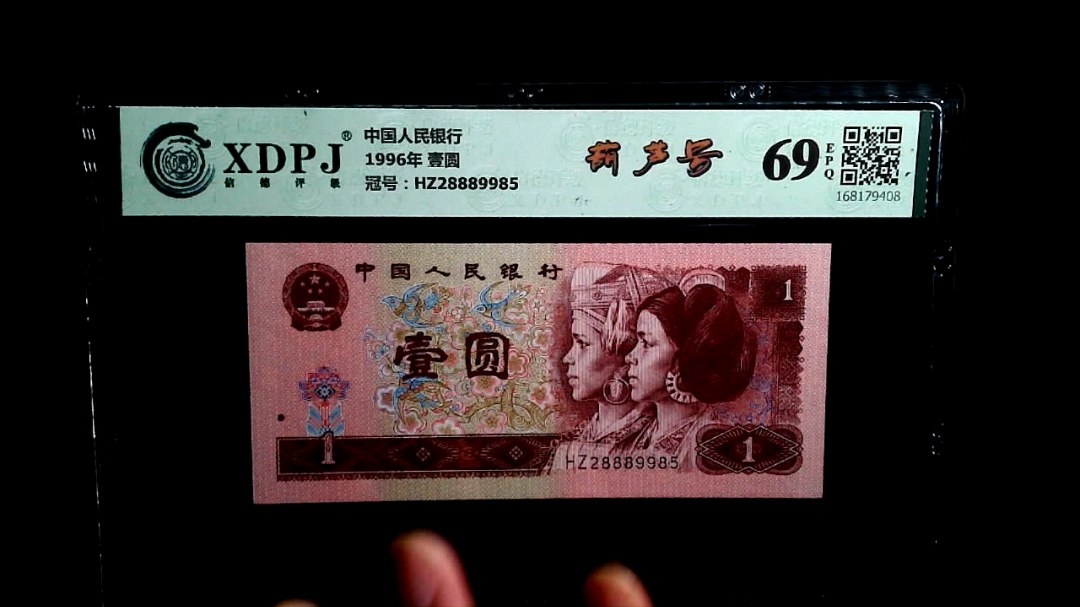 XDPJ®
信德评级
中国人民银行
1996年 壹圆
冠号：HZ28889985
葫芦号
69 EPQ
168179408
中国人民银行
1
壹圆
1
HZ28889985
1